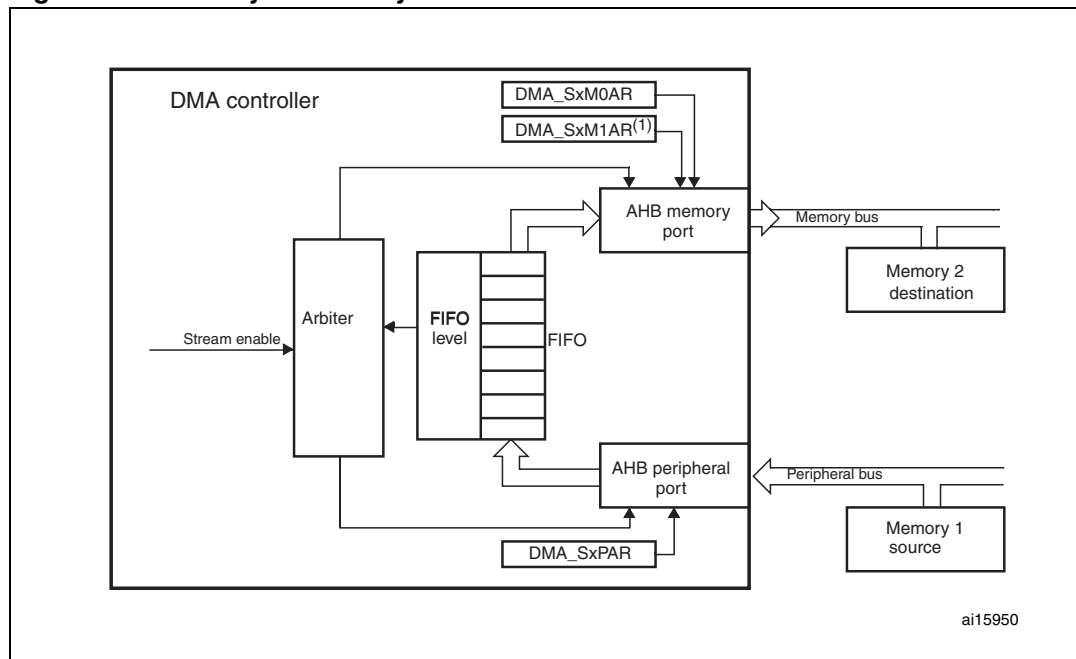 DMA controller
DMA_SxM0AR
DMA_SxM1AR(1)
AHB memory
port
Memory bus
Memory 2
destination
Arbiter
FIFO
level
FIFO
Stream enable
AHB peripheral
port
Peripheral bus
Memory 1
source
DMA_SxPAR
ai15950